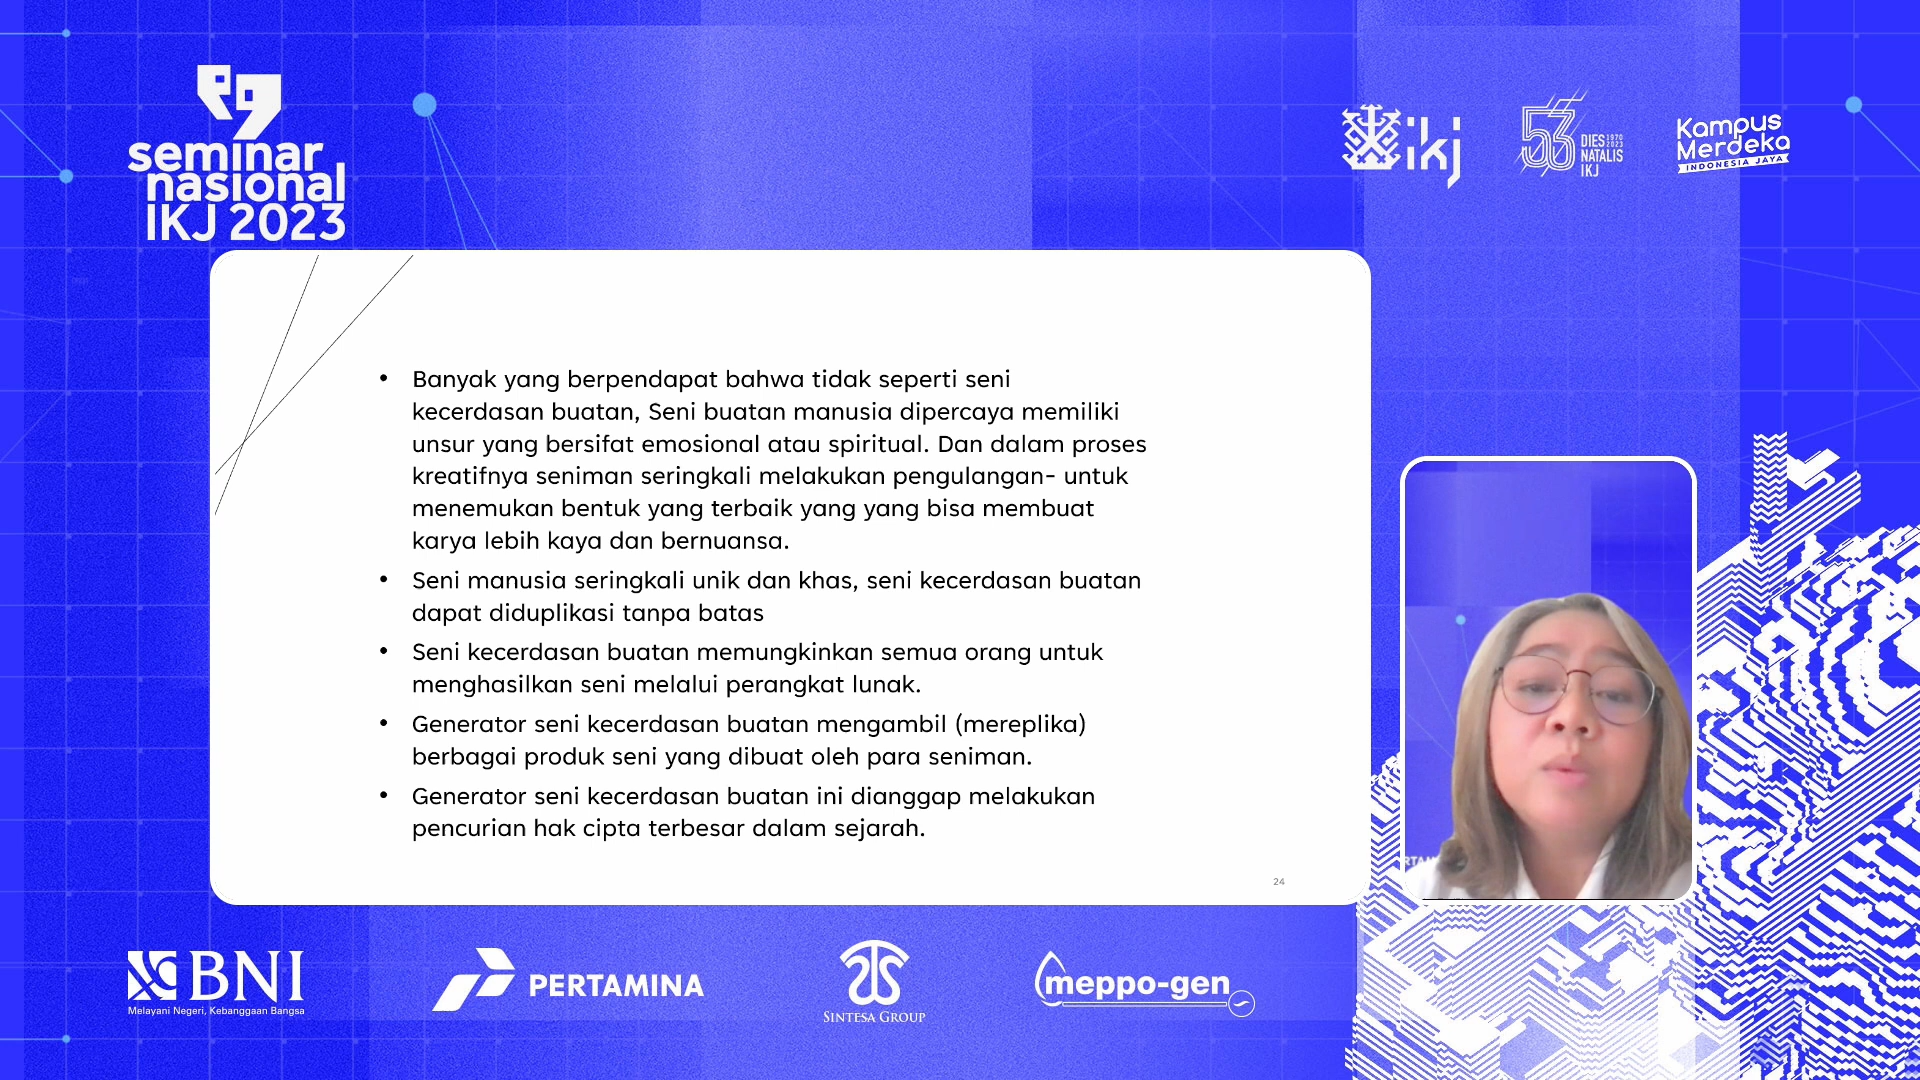 seminar
nasional
IKJ 2023
ikj
53
DIES 1970 2023
NATALIS
IKJ
Kampus
Merdeka
INDONESIA JAYA
• Banyak yang berpendapat bahwa tidak seperti seni
kecerdasan buatan, Seni buatan manusia dipercaya memiliki
unsur yang bersifat emosional atau spiritual. Dan dalam proses
kreatifnya seniman seringkali melakukan pengulangan- untuk
menemukan bentuk yang terbaik yang yang bisa membuat
karya lebih kaya dan bernuansa.
• Seni manusia seringkali unik dan khas, seni kecerdasan buatan
dapat diduplikasi tanpa batas
• Seni kecerdasan buatan memungkinkan semua orang untuk
menghasilkan seni melalui perangkat lunak.
• Generator seni kecerdasan buatan mengambil (mereplika)
berbagai produk seni yang dibuat oleh para seniman.
• Generator seni kecerdasan buatan ini dianggap melakukan
pencurian hak cipta terbesar dalam sejarah.
24
BNI
Melayani Negeri, Kebanggaan Bangsa
PERTAMINA
SINTESA GROUP
meppo-gen